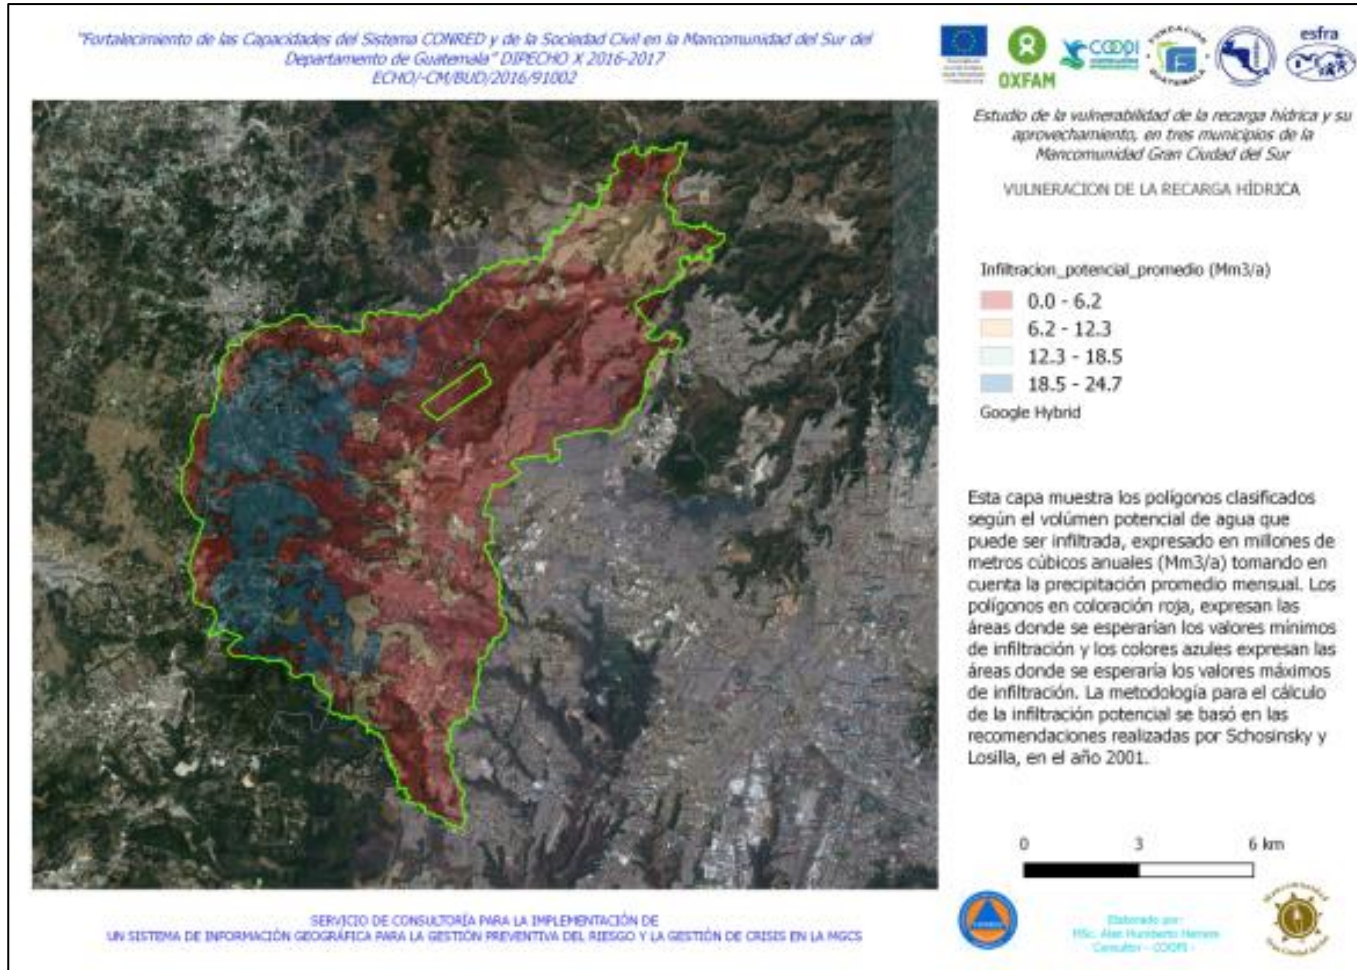 "Fortalecimiento de las Capacidades del Sistema CONRED y de la Sociedad Civil en la Mancomunidad del Sur del
Departamento de Guatemala" DIPECHO X 2016-2017
ECHO/-CM/BUD/2016/91002
OXFAM
COOPI
FUNDACION
GUATEMALA
esfra
Estudio de la vulnerabilidad de la recarga hídrica y su
aprovechamiento, en tres municipios de la
Mancomunidad Gran Ciudad del Sur
VULNERACION DE LA RECARGA HÍDRICA
Infiltracion_potencial_promedio (Mm3/a)
0.0 - 6.2
6.2 - 12.3
12.3 - 18.5
18.5 - 24.7
Google Hybrid
Esta capa muestra los polígonos clasificados
según el volúmen potencial de agua que
puede ser infiltrada, expresado en millones de
metros cúbicos anuales (Mm3/a) tomando en
cuenta la precipitación promedio mensual. Los
polígonos en coloración roja, expresan las
áreas donde se esperarían los valores mínimos
de infiltración y los colores azules expresan las
áreas donde se esperaría los valores máximos
de infiltración. La metodología para el cálculo
de la infiltración potencial se basó en las
recomendaciones realizadas por Schosinsky y
Losilla, en el año 2001.
0 3 6 km
SERVICIO DE CONSULTORÍA PARA LA IMPLEMENTACIÓN DE
UN SISTEMA DE INFORMACIÓN GEOGRÁFICA PARA LA GESTIÓN PREVENTIVA DEL RIESGO Y LA GESTIÓN DE CRISIS EN LA MGCS
Elaborado por:
MSc. Alan Humberto Herrera
Consultor - COOPI -